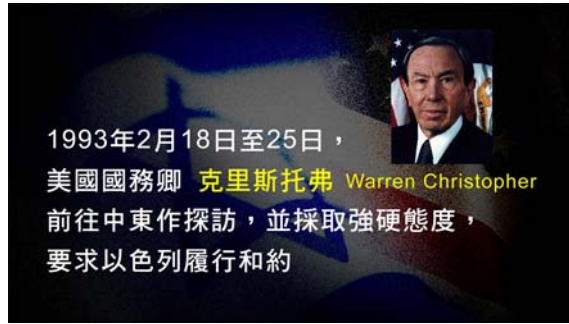 1993年2月18日至25日，
美國國務卿 克里斯托弗 Warren Christopher
前往中東作探訪，並採取強硬態度，
要求以色列履行和約